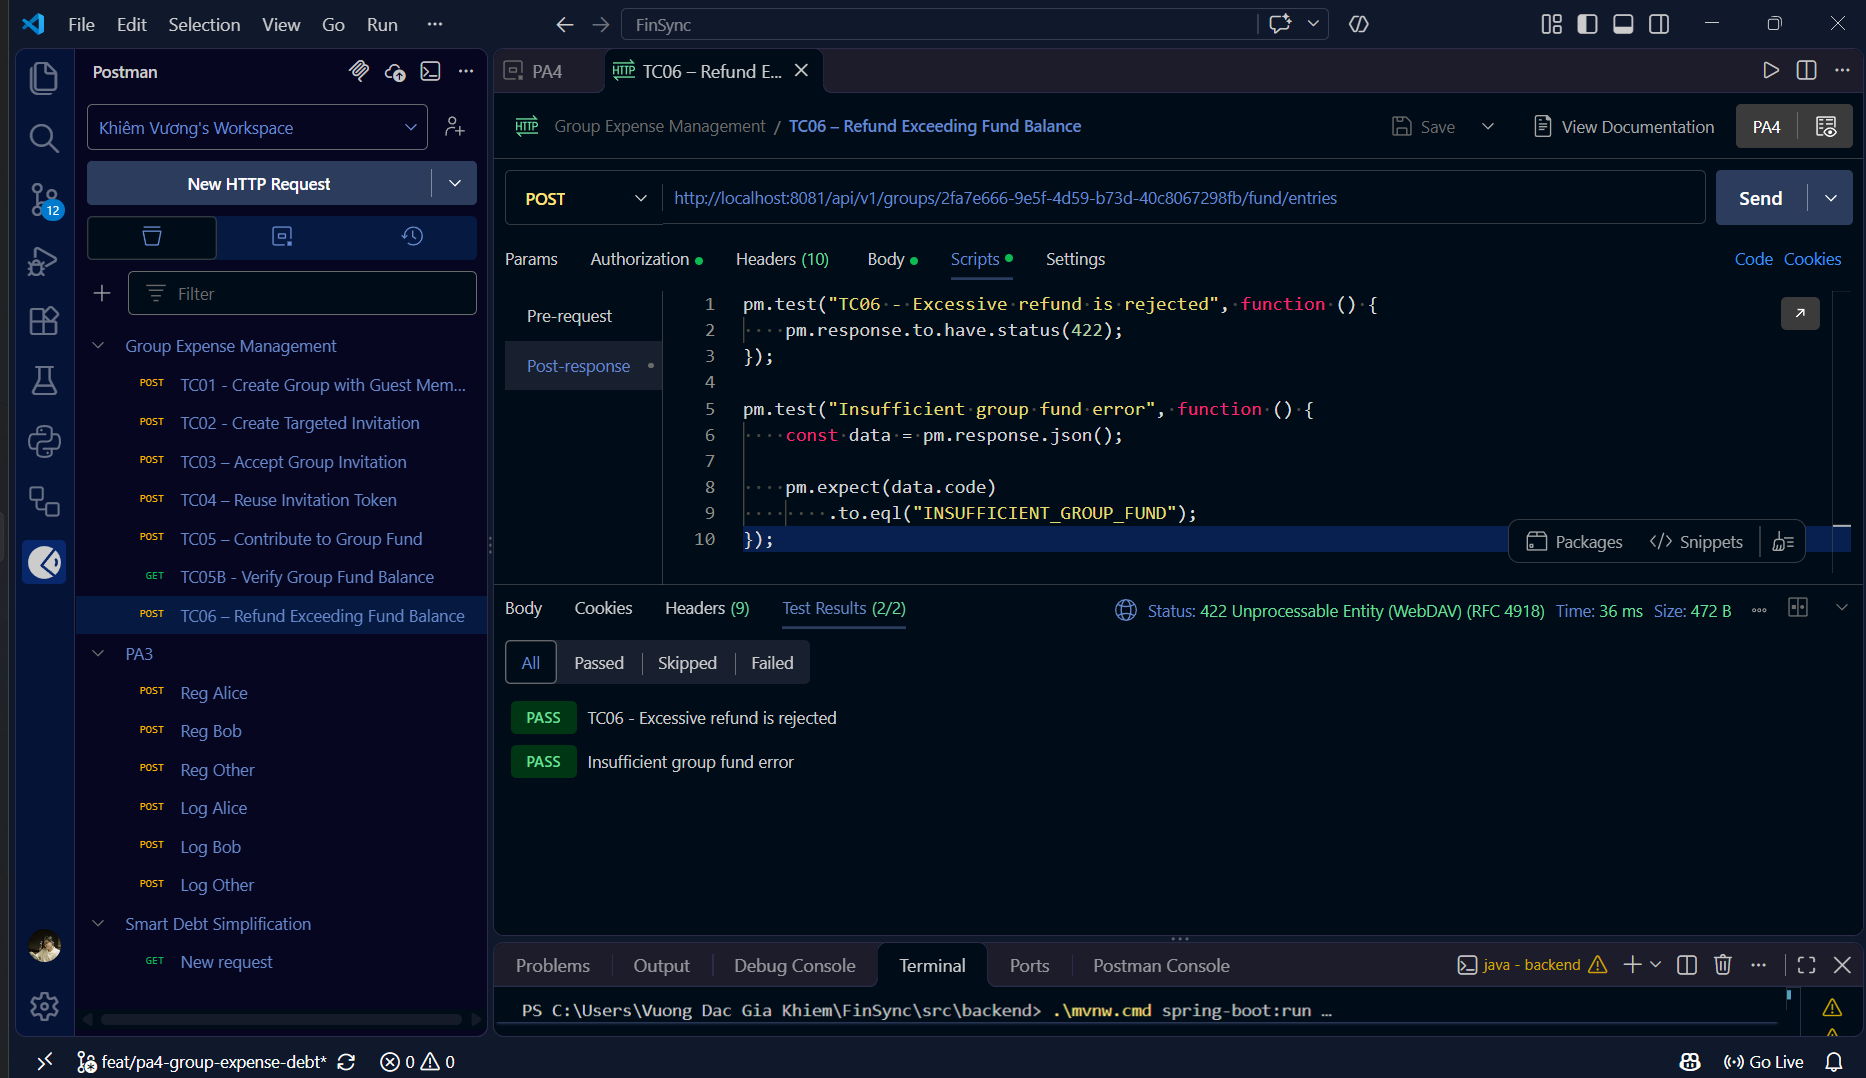 File Edit Selection View Go Run ···
FinSync
Postman
Khiêm Vương's Workspace
New HTTP Request
Filter
12
Group Expense Management
POST TC01 - Create Group with Guest Mem...
POST TC02 - Create Targeted Invitation
POST TC03 – Accept Group Invitation
POST TC04 – Reuse Invitation Token
POST TC05 – Contribute to Group Fund
GET TC05B - Verify Group Fund Balance
POST TC06 – Refund Exceeding Fund Balance
PA3
POST Reg Alice
POST Reg Bob
POST Reg Other
POST Log Alice
POST Log Bob
POST Log Other
Smart Debt Simplification
GET New request
PA4
HTTP TC06 – Refund E...
HTTP Group Expense Management / TC06 – Refund Exceeding Fund Balance
Save
View Documentation
PA4
POST
http://localhost:8081/api/v1/groups/2fa7e666-9e5f-4d59-b73d-40c8067298fb/fund/entries
Send
Params Authorization Headers (10) Body Scripts Settings
Code Cookies
Pre-request
Post-response
1 pm.test("TC06 - Excessive refund is rejected", function () {
2 pm.response.to.have.status(422);
3 });
4
5 pm.test("Insufficient group fund error", function () {
6 const data = pm.response.json();
7
8 pm.expect(data.code)
9 .to.eql("INSUFFICIENT_GROUP_FUND");
10 });
Packages </> Snippets
Body Cookies Headers (9) Test Results (2/2)
Status: 422 Unprocessable Entity (WebDAV) (RFC 4918) Time: 36 ms Size: 472 B
All Passed Skipped Failed
PASS TC06 - Excessive refund is rejected
PASS Insufficient group fund error
Problems Output Debug Console Terminal Ports Postman Console
java - backend
PS C:\Users\Vuong Dac Gia Khiem\FinSync\src\backend> .\mvnw.cmd spring-boot:run …
feat/pa4-group-expense-debt*
0 0
Go Live